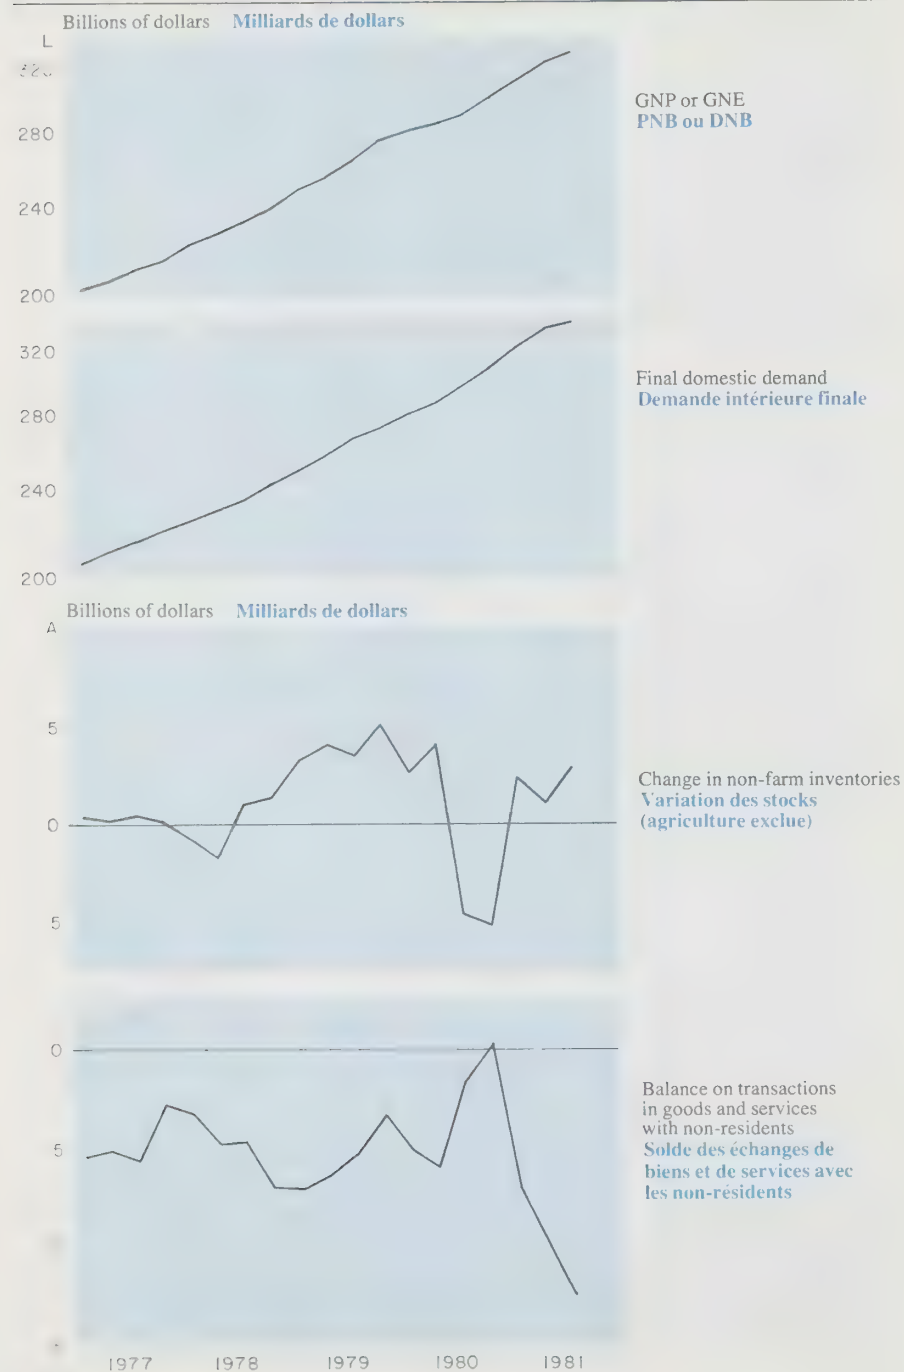 Billions of dollars Milliards de dollars
L
280
240
200
GNP or GNE
PNB ou DNB
320
280
240
200
Final domestic demand
Demande intérieure finale
Billions of dollars Milliards de dollars
A
5
0
5
Change in non-farm inventories
Variation des stocks
(agriculture exclue)
0
5
Balance on transactions
in goods and services
with non-residents
Solde des échanges de
biens et de services avec
les non-résidents
1977 1978 1979 1980 1981